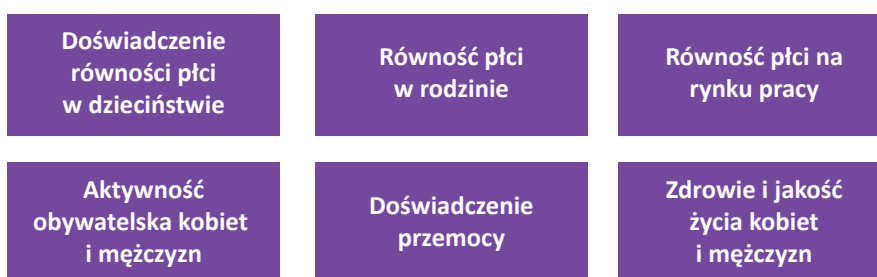 Doświadczenie
równości płci
w dzieciństwie
Równość płci
w rodzinie
Równość płci na
rynku pracy
Aktywność
obywatelska kobiet
i mężczyzn
Doświadczenie
przemocy
Zdrowie i jakość
życia kobiet
i mężczyzn